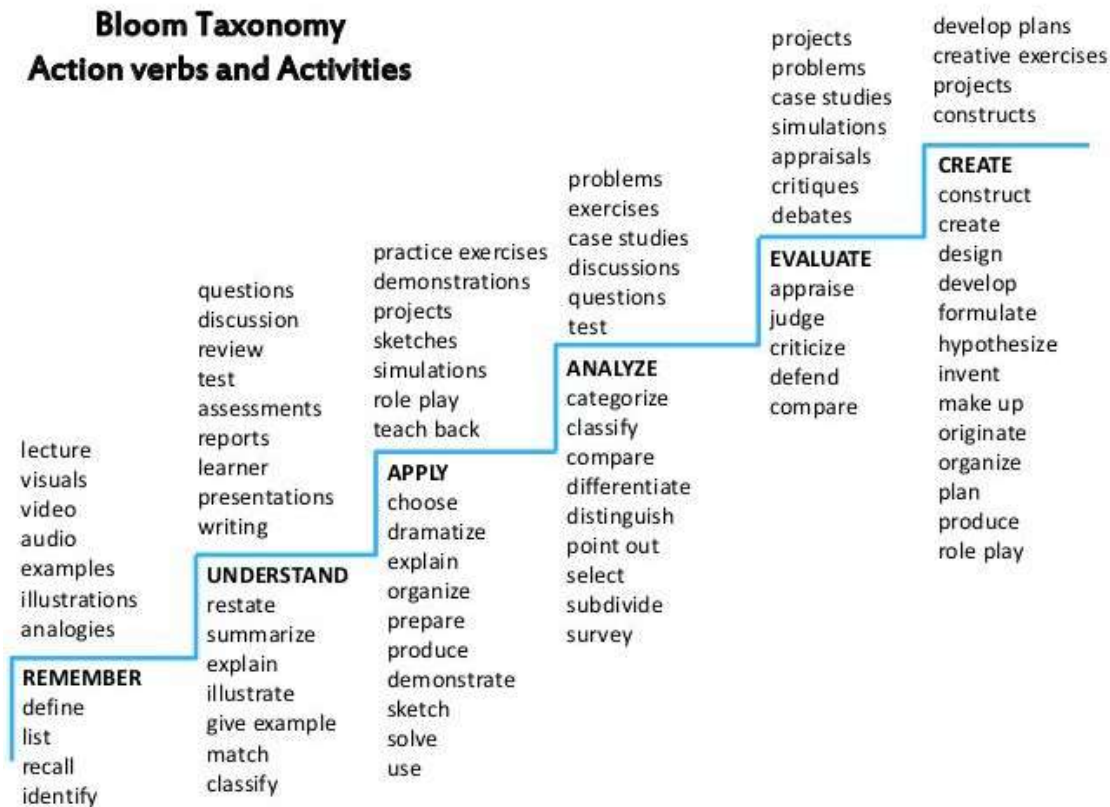 Bloom Taxonomy
Action verbs and Activities
lecture
visuals
video
audio
examples
illustrations
analogies
REMEMBER
define
list
recall
identify
questions
discussion
review
test
assessments
reports
learner
presentations
writing
UNDERSTAND
restate
summarize
explain
illustrate
give example
match
classify
practice exercises
demonstrations
projects
sketches
simulations
role play
teach back
APPLY
choose
dramatize
explain
organize
prepare
produce
demonstrate
sketch
solve
use
problems
exercises
case studies
discussions
questions
test
ANALYZE
categorize
classify
compare
differentiate
distinguish
point out
select
subdivide
survey
projects
problems
case studies
simulations
appraisals
critiques
debates
EVALUATE
appraise
judge
criticize
defend
compare
develop plans
creative exercises
projects
constructs
CREATE
construct
create
design
develop
formulate
hypothesize
invent
make up
originate
organize
plan
produce
role play